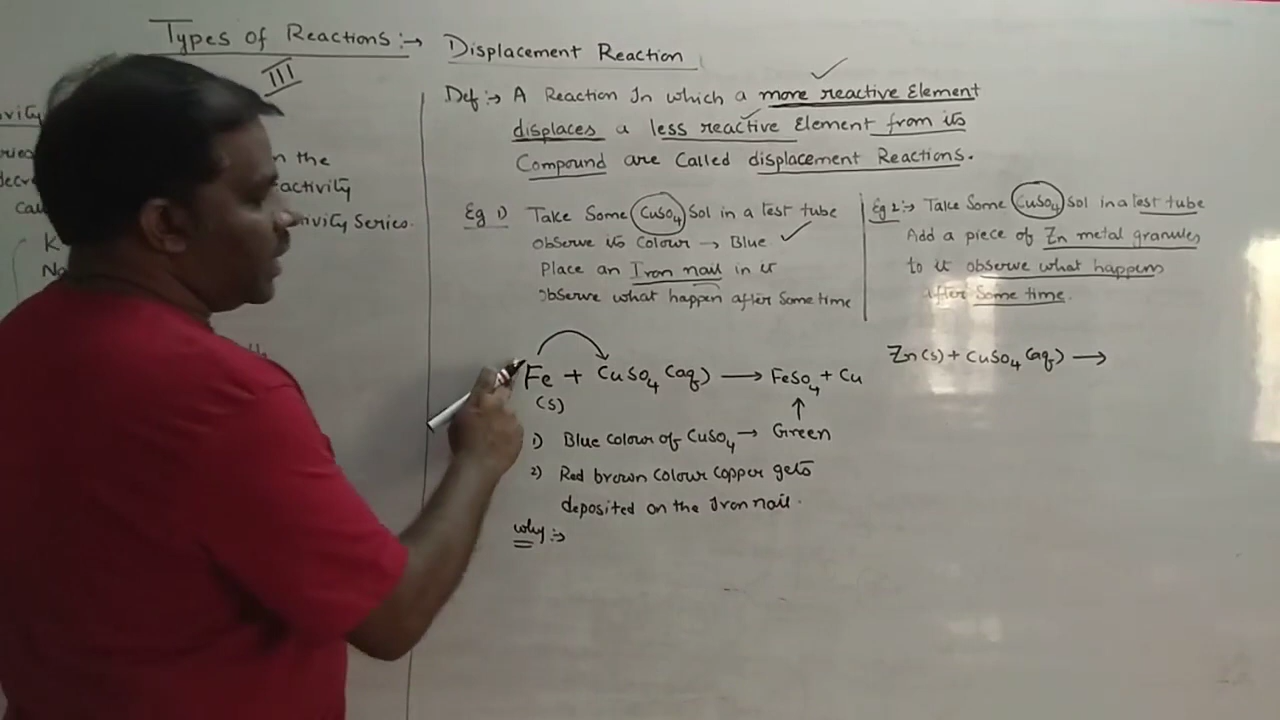 Types of Reactions :→ Displacement Reaction
III
Def :→ A Reaction In which a more reactive Element
displaces a less reactive Element from its
Compound are Called displacement Reactions.
n the
activity
ivity Series.
K
Eg 1) Take Some CuSO4 Sol in a test tube
observe its Colour → Blue
Place an Iron nail in it
observe what happen after Some time
Eg 2 :→ Take Some CuSO4 Sol in a test tube
Add a piece of Zn metal granules
to it observe what happens
after Some time.
Fe + CuSO4 (aq) → FeSO4 + Cu
(s)
↑
1) Blue Colour of CuSO4 → Green
2) Red brown Colour Copper gets
deposited on the Iron nail.
Why :→
Zn(s) + CuSO4 (aq) →